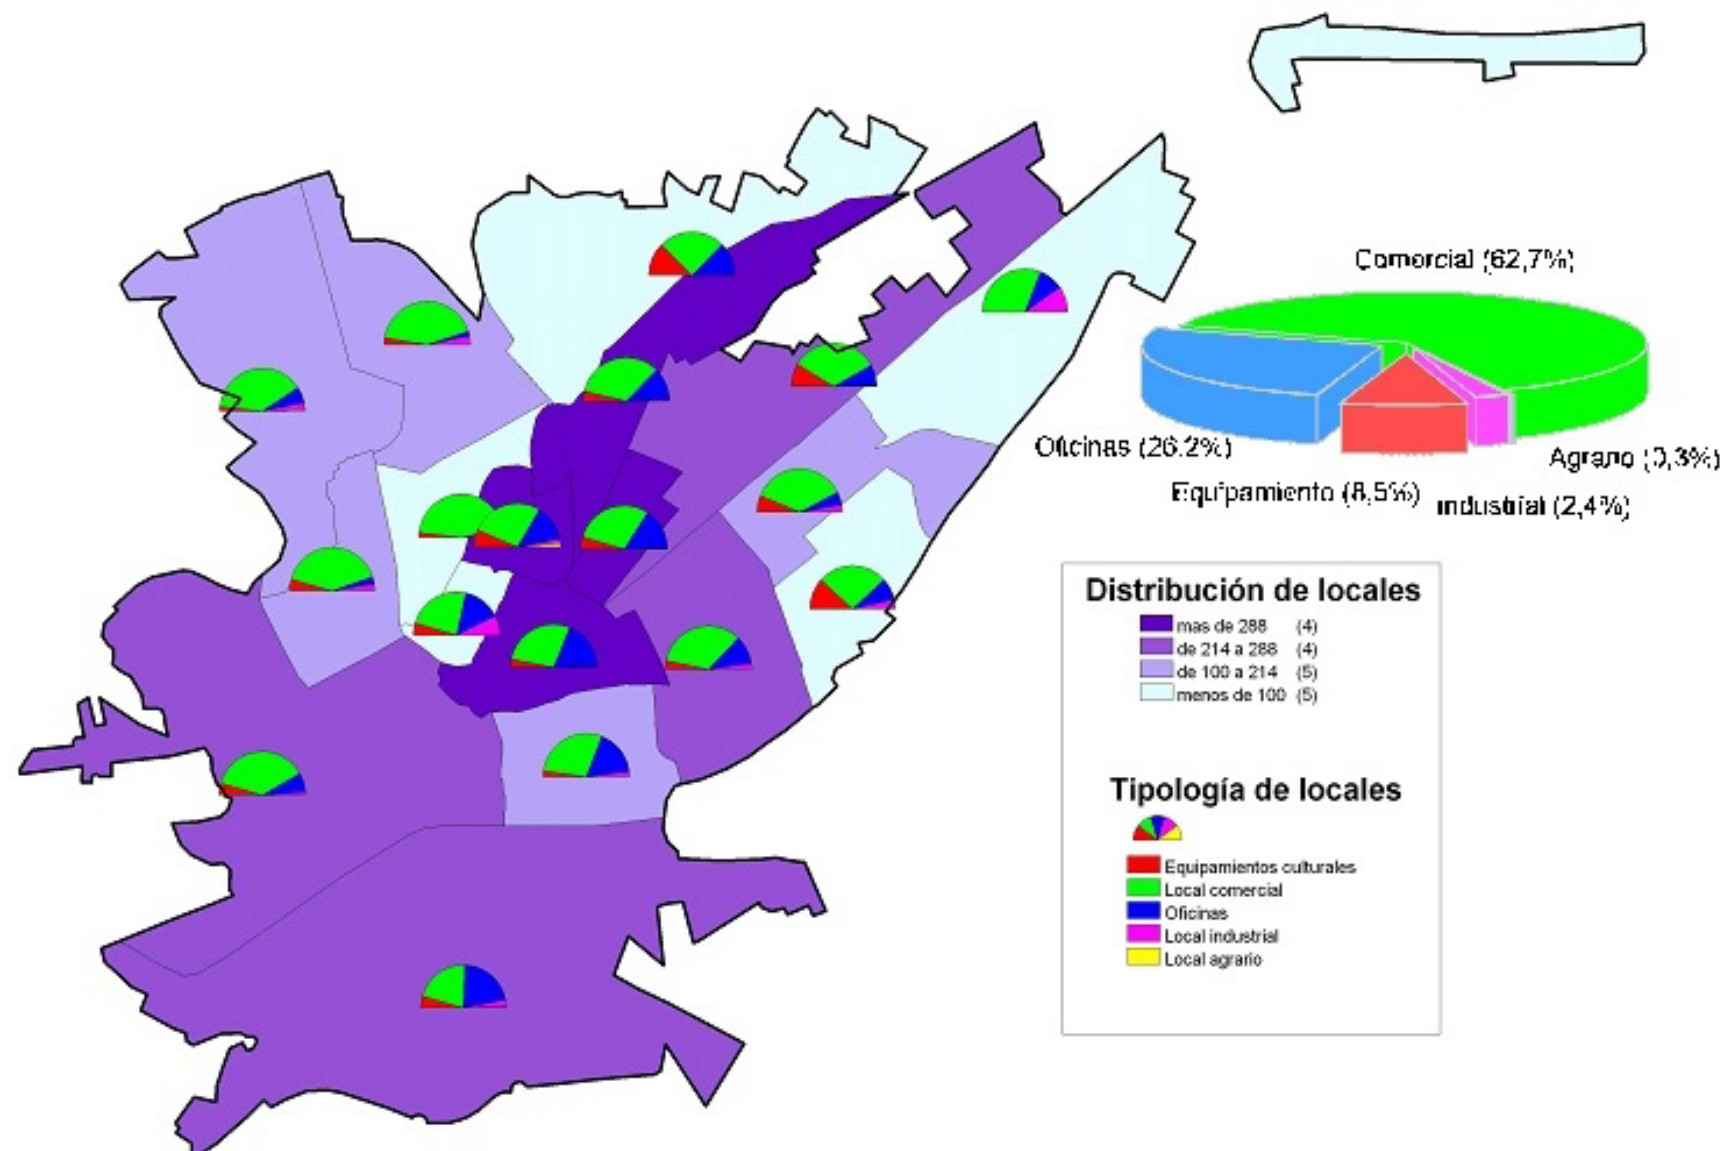 Comorcial (62,7%)
Oficinas (26.2%)
Agrario (0,3%)
Equipamiento (8,5%)
industrial (2,4%)
Distribución de locales
mas de 288 (4)
de 214 a 288 (4)
de 100 a 214 (5)
menos de 100 (5)
Tipología de locales
Equipamientos culturales
Local comercial
Oficinas
Local industrial
Local agrario